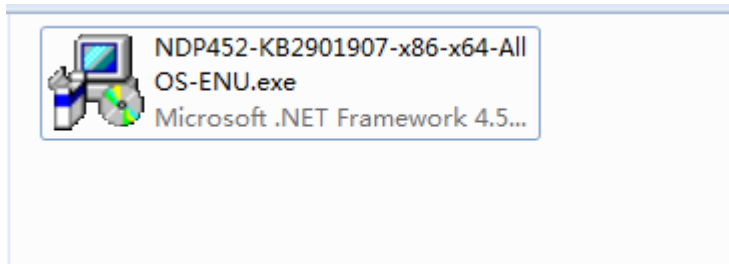 NDP452-KB2901907-x86-x64-All
OS-ENU.exe
Microsoft .NET Framework 4.5...